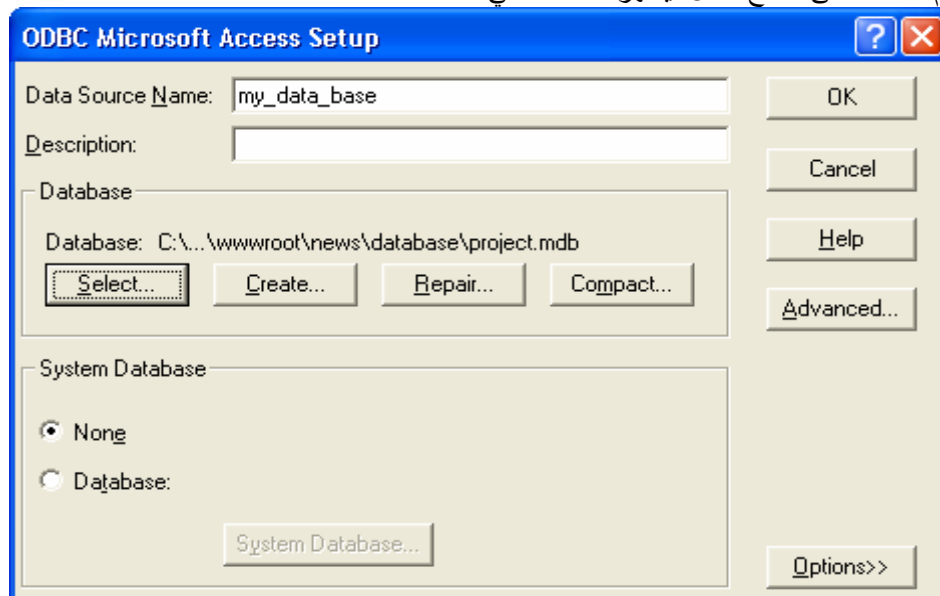 ODBC Microsoft Access Setup
Data Source Name: my_data_base
OK
Description:
Cancel
Database
Database: C:\...\wwwroot\news\database\project.mdb
Help
Select... Create... Repair... Compact...
Advanced...
System Database
None
Database:
System Database...
Options>>